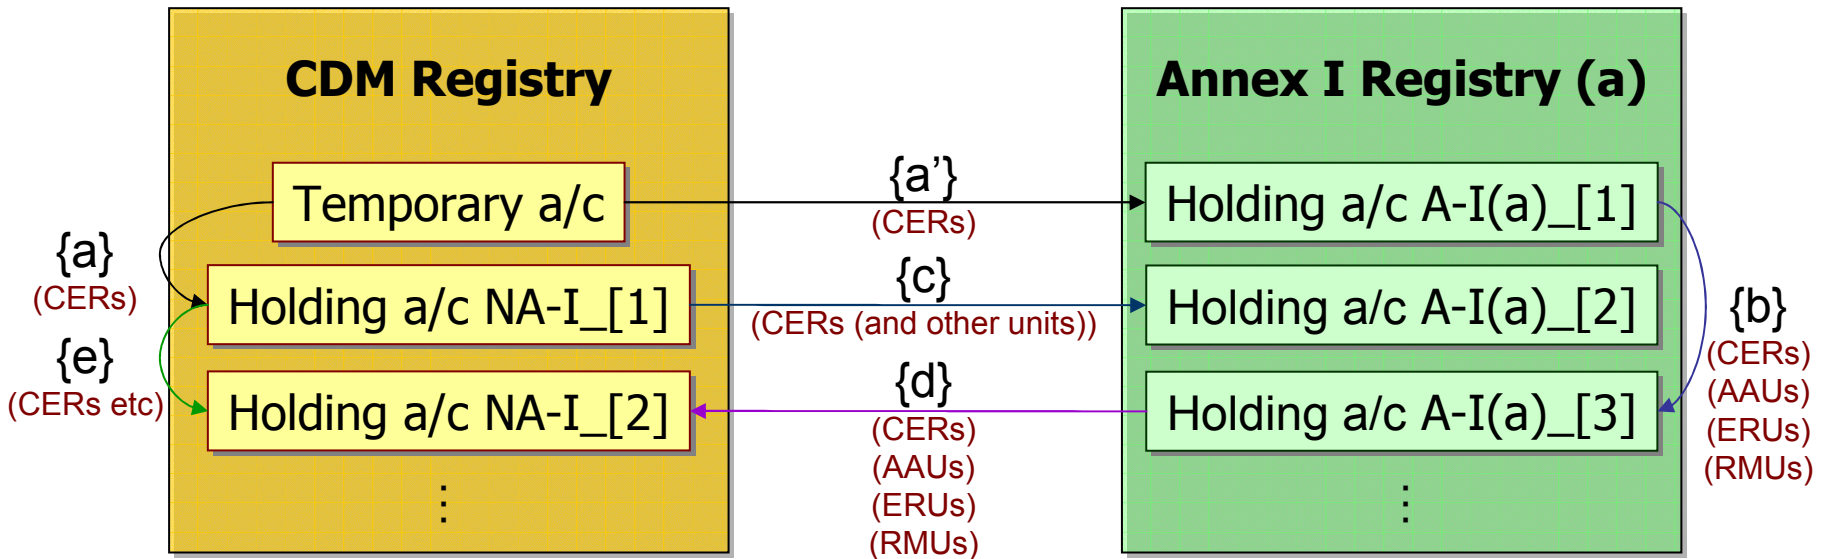 CDM Registry
Annex I Registry (a)
Temporary a/c
{a’}
(CERs)
Holding a/c A-I(a)_[1]
{a}
(CERs)
Holding a/c NA-I_[1]
{c}
(CERs (and other units))
Holding a/c A-I(a)_[2]
{b}
(CERs)
(AAUs)
(ERUs)
(RMUs)
{e}
(CERs etc)
Holding a/c NA-I_[2]
{d}
(CERs)
(AAUs)
(ERUs)
(RMUs)
Holding a/c A-I(a)_[3]
⋮
⋮